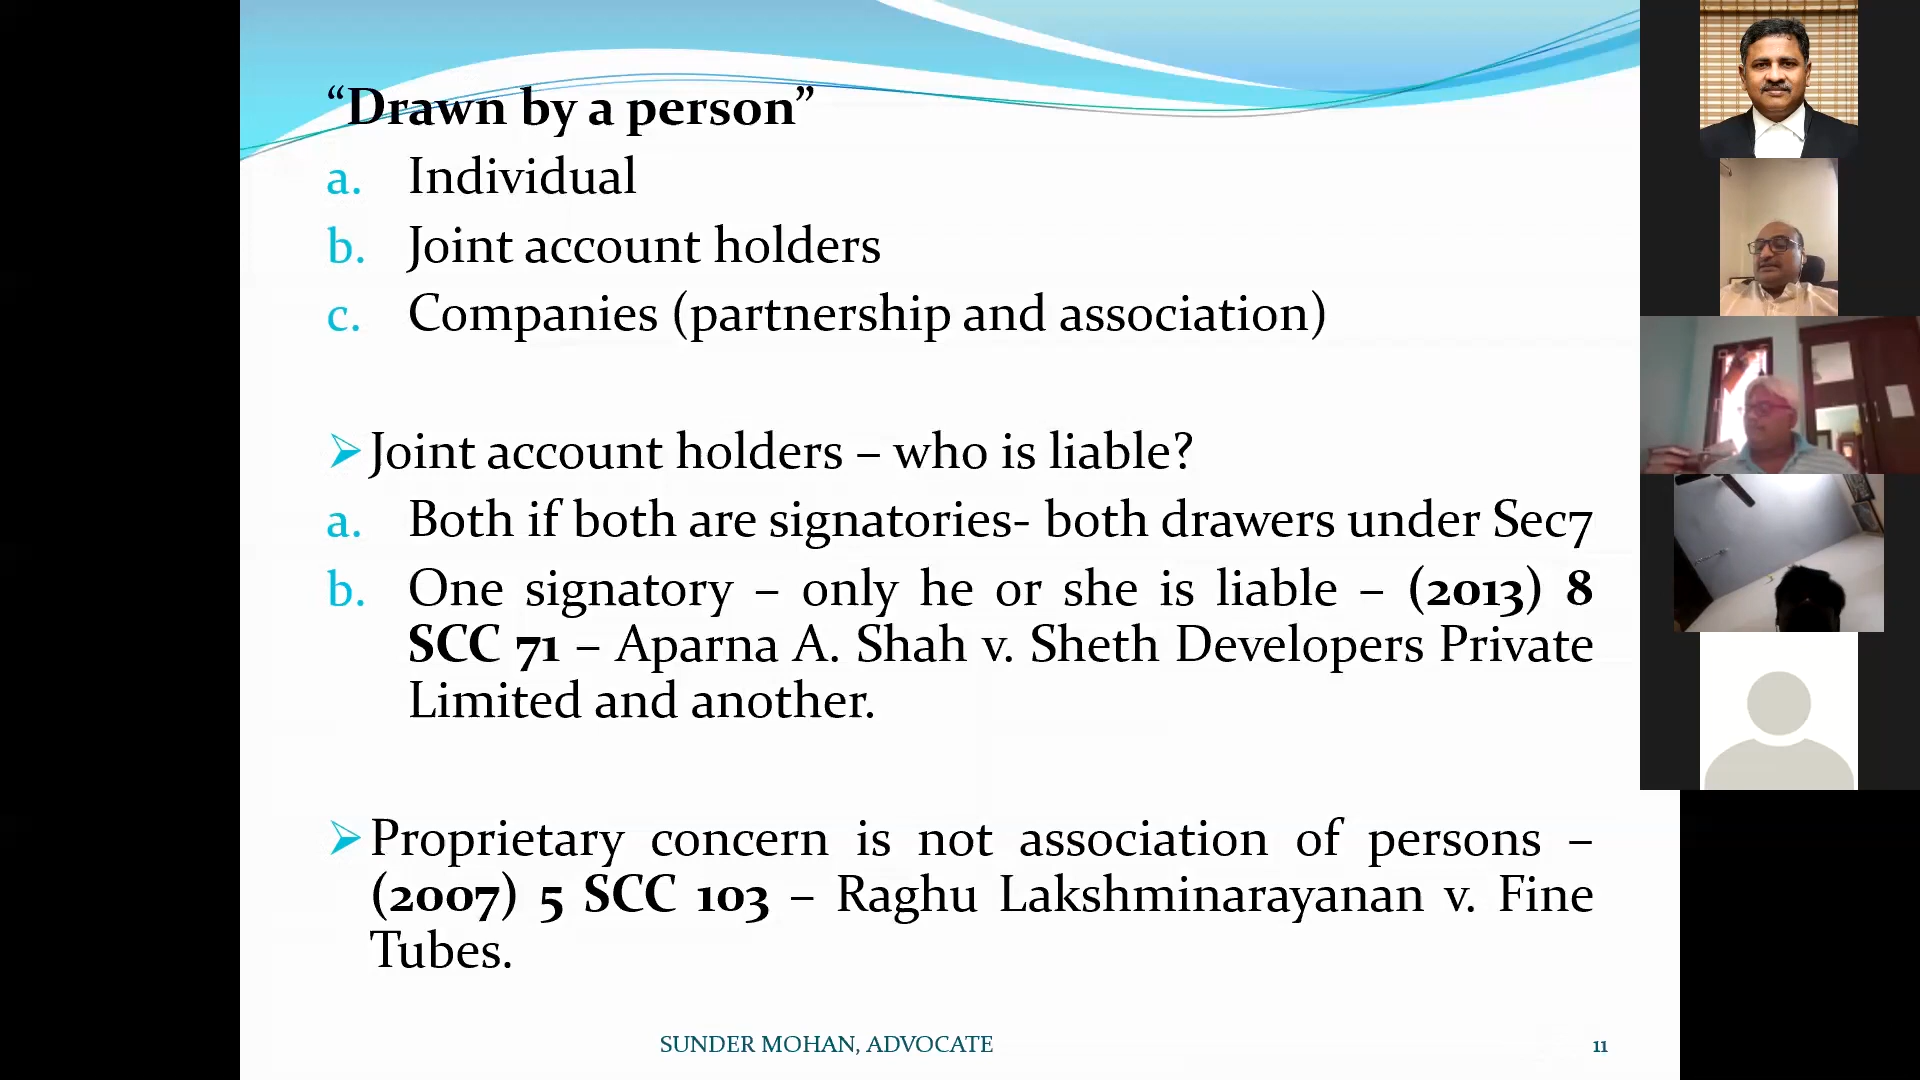 “Drawn by a person”
a. Individual
b. Joint account holders
c. Companies (partnership and association)
➢Joint account holders – who is liable?
a. Both if both are signatories- both drawers under Sec7
b. One signatory – only he or she is liable – (2013) 8
SCC 71 – Aparna A. Shah v. Sheth Developers Private
Limited and another.
➢Proprietary concern is not association of persons –
(2007) 5 SCC 103 – Raghu Lakshminarayanan v. Fine
Tubes.
SUNDER MOHAN, ADVOCATE
11